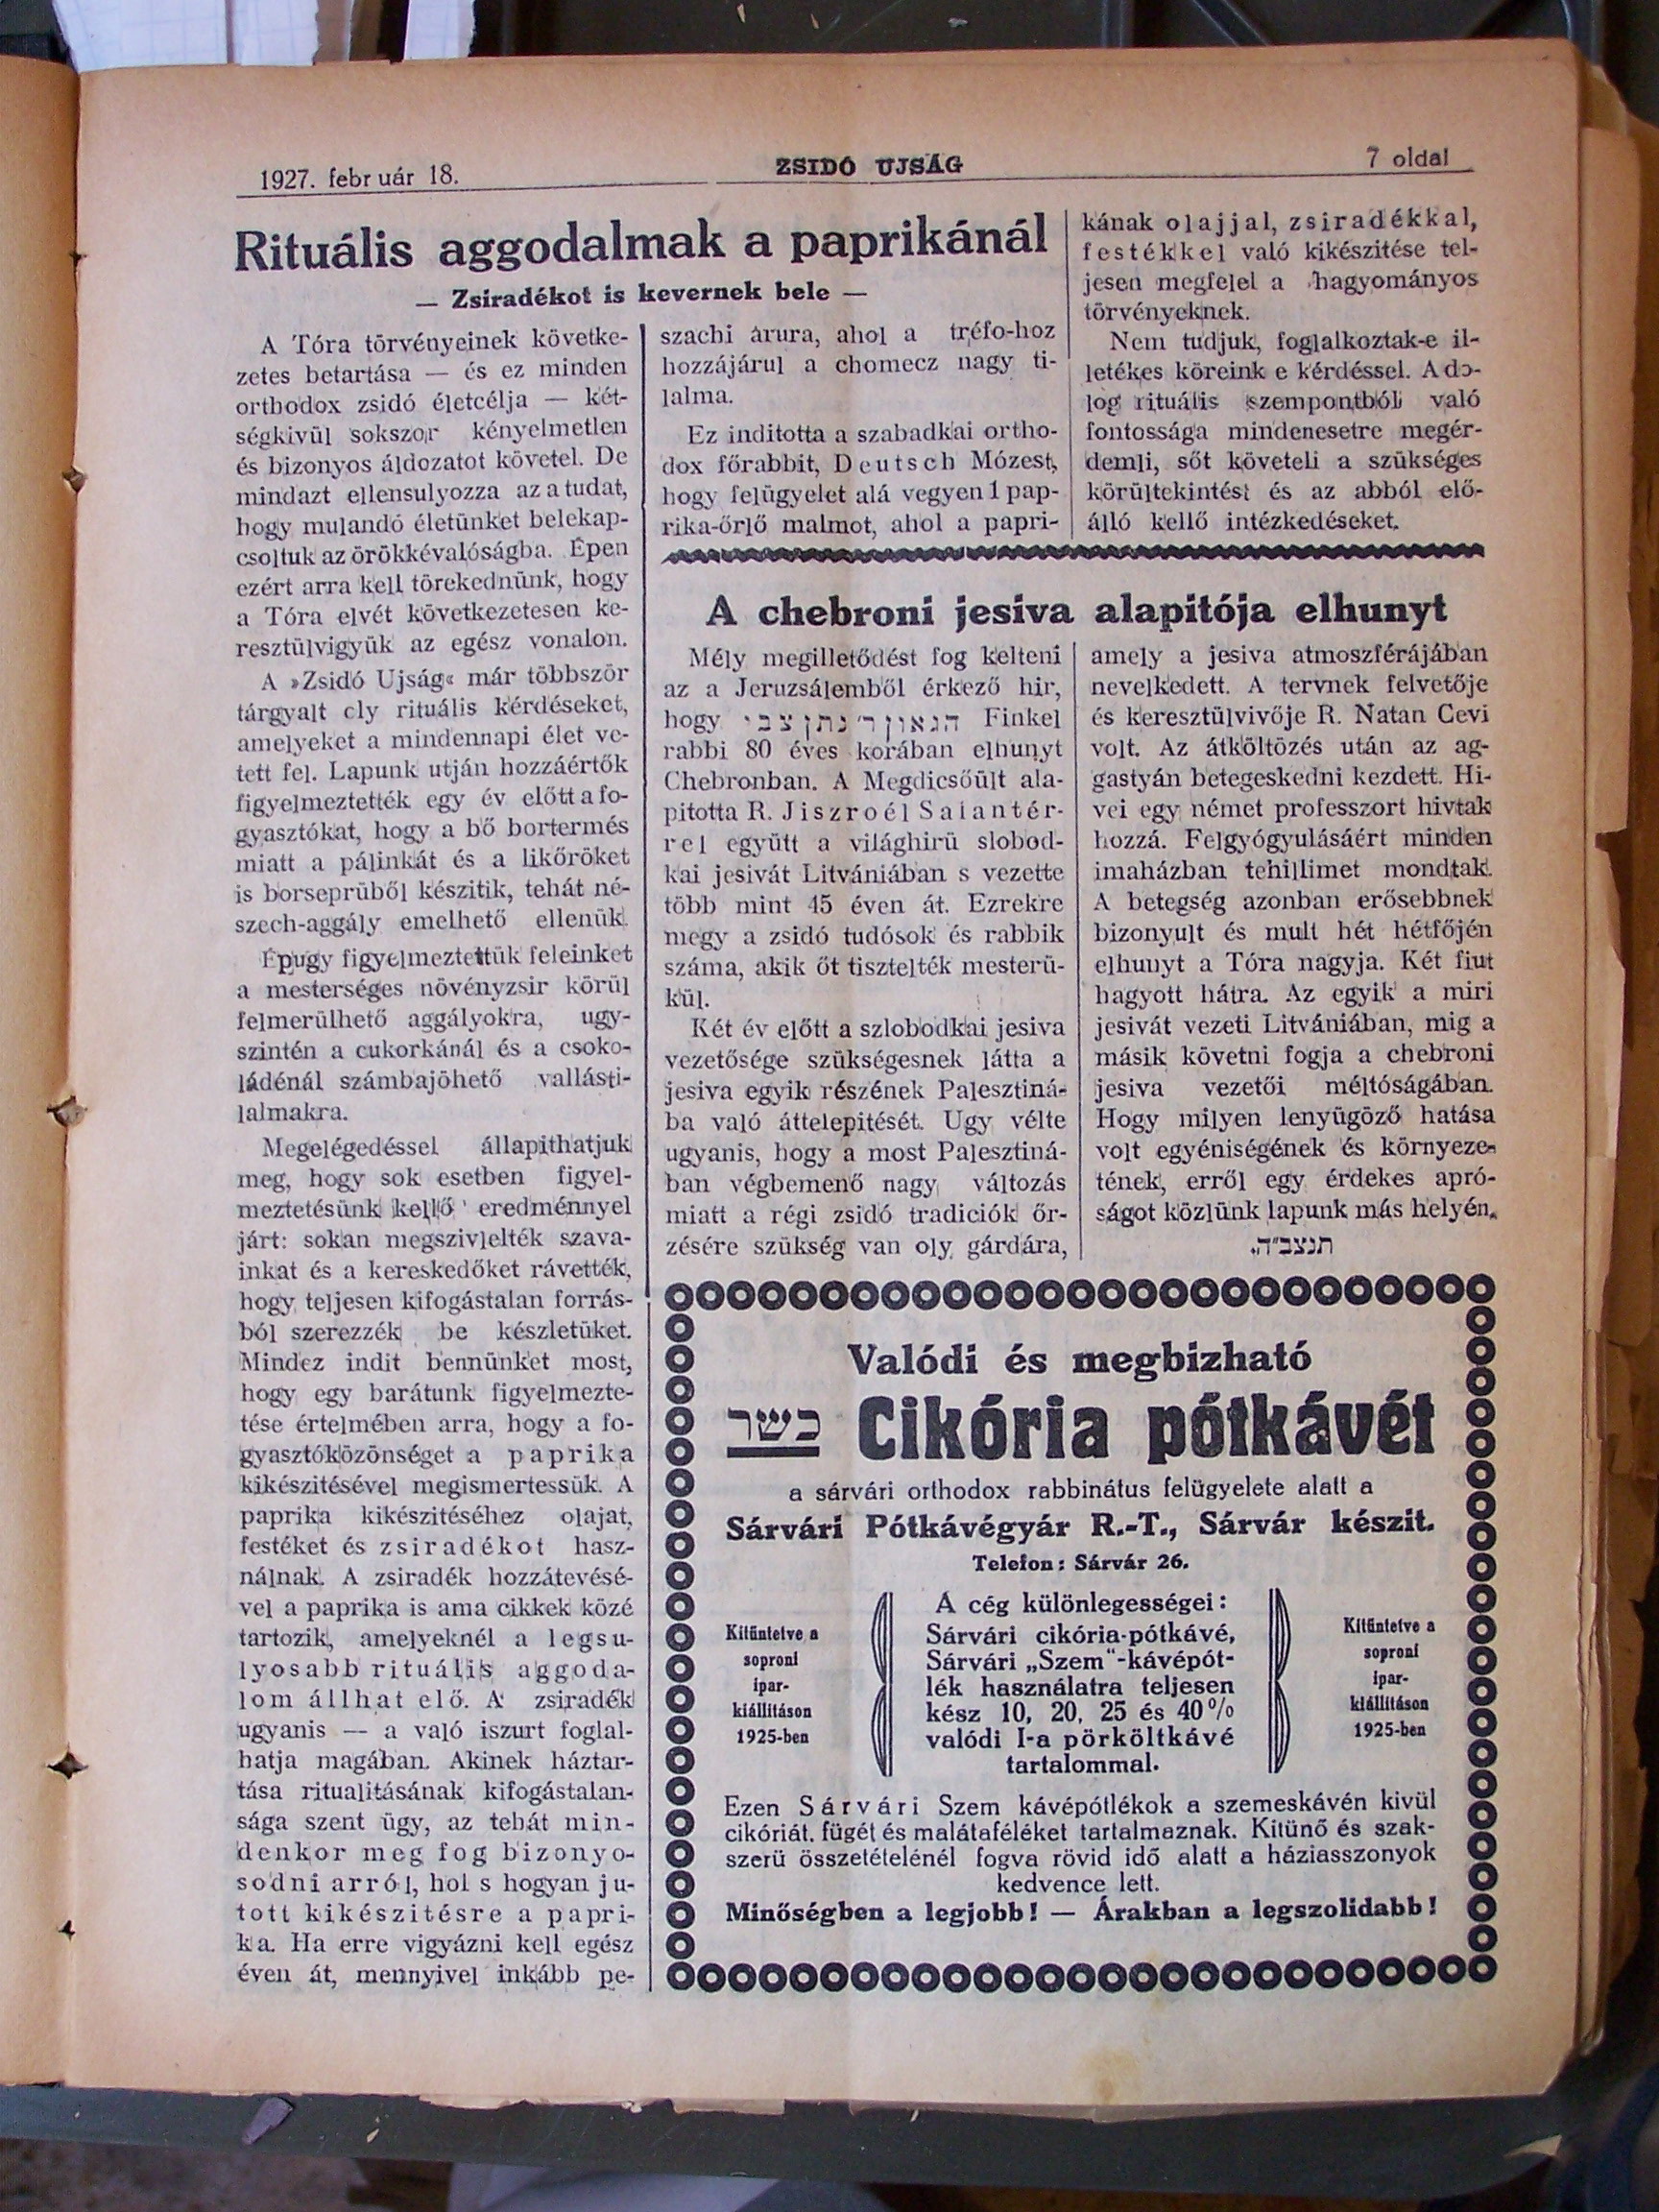 1927. február 18.
ZSIDÓ UJSÁG
7 oldal
Rituális aggodalmak a paprikánál
— Zsiradékot is kevernek bele —
A Tóra törvényeinek követke-
zetes betartása — és ez minden
orthodox zsidó életcélja — két-
ségkivül sokszor kényelmetlen
és bizonyos áldozatot követel. De
mindazt ellensulyozza az a tudat,
hogy mulandó életünket belekap-
csoltuk az örökkévalóságba. Épen
ezért arra kell törekednünk, hogy
a Tóra elvét következetesen ke-
resztülvigyük az egész vonalon.
A »Zsidó Ujság« már többször
tárgyalt oly rituális kérdéseket,
amelyeket a mindennapi élet ve-
tett fel. Lapunk utján hozzáértők
figyelmeztették egy év előtt a fo-
gyasztókat, hogy a bő bortermés
miatt a pálinkát és a likőröket
is borseprüből készitik, tehát né-
szech-aggály emelhető ellenük.
Épugy figyelmeztettük feleinket
a mesterséges növényzsir körül
felmerülhető aggályokra, ugy-
szintén a cukorkánál és a csoko-
ládénál számbajöhető vallásti-
lalmakra.
Megelégedéssel állapithatjuk
meg, hogy sok esetben figyel-
meztetésünk kellő eredménnyel
járt: sokan megszivlelték szava-
inkat és a kereskedőket rávették,
hogy teljesen kifogástalan forrás-
ból szerezzék be készletüket.
Mindez indit bennünket most,
hogy egy barátunk figyelmezte-
tése értelmében arra, hogy a fo-
gyasztóközönséget a paprika
kikészitésével megismertessük. A
paprika kikészitéséhez olajat,
festéket és zsiradékot hasz-
nálnak. A zsiradék hozzátevésé-
vel a paprika is ama cikkek közé
tartozik, amelyeknél a legsu-
lyosabb rituális aggoda-
lom állhat elő. A zsiradék
ugyanis — a való iszurt foglal-
hatja magában. Akinek háztar-
tása ritualitásának kifogástalan-
sága szent ügy, az tehát min-
denkor meg fog bizonyo-
sodni arról, hol s hogyan ju-
tott kikészitésre a papri-
ka. Ha erre vigyázni kell egész
éven át, mennyivel inkább pe-
szachi árura, ahol a tréfo-hoz
hozzájárul a chomecz nagy ti-
lalma.
Ez inditotta a szabadkai ortho-
dox főrabbit, Deutsch Mózest,
hogy felügyelet alá vegyen 1 pap-
rika-őrlő malmot, ahol a papri-
kának olajjal, zsiradékkal,
festékkel való kikészitése tel-
jesen megfelel a hagyományos
törvényeknek.
Nem tudjuk, foglalkoztak-e il-
letékes köreink e kérdéssel. A do-
log rituális szempontból való
fontossága mindenesetre megér-
demli, sőt követeli a szükséges
körültekintést és az abból elő-
álló kellő intézkedéseket.
A chebroni jesiva alapitója elhunyt
Mély megilletődést fog kelteni
az a Jeruzsálemből érkező hir,
hogy הגאון ר' נתן צבי Finkel
rabbi 80 éves korában elhunyt
Chebronban. A Megdicsőült ala-
pitotta R. Jiszroél Salantér-
rel együtt a világhirü slobod-
kai jesivát Litvániában s vezette
több mint 45 éven át. Ezrekre
megy a zsidó tudósok és rabbik
száma, akik őt tisztelték mesterü-
kül.
Két év előtt a szlobodkai jesiva
vezetősége szükségesnek látta a
jesiva egyik részének Palesztiná-
ba való áttelepitését. Ugy vélte
ugyanis, hogy a most Palesztiná-
ban végbemenő nagy változás
miatt a régi zsidó tradiciók őr-
zésére szükség van oly gárdára,
amely a jesiva atmoszférájában
nevelkedett. A tervnek felvetője
és keresztülvivője R. Natan Cevi
volt. Az átköltözés után az ag-
gastyán betegeskedni kezdett. Hi-
vei egy német professzort hivtak
hozzá. Felgyógyulásáért minden
imaházban tehillimet mondtak.
A betegség azonban erősebbnek
bizonyult és mult hét hétfőjén
elhunyt a Tóra nagyja. Két fiut
hagyott hátra. Az egyik a miri
jesivát vezeti Litvániában, mig a
másik követni fogja a chebroni
jesiva vezetői méltóságában.
Hogy milyen lenyügöző hatása
volt egyéniségének és környeze-
tének, erről egy érdekes apró-
ságot közlünk lapunk más helyén.
תנצב"ה.
Valódi és megbizható
כשר Cikória pótkávét
a sárvári orthodox rabbinátus felügyelete alatt a
Sárvári Pótkávégyár R.-T., Sárvár készit.
Telefon: Sárvár 26.
Kitüntetve a
soproni
ipar-
kiállitáson
1925-ben
A cég különlegességei:
Sárvári cikória-pótkávé,
Sárvári „Szem"-kávépót-
lék használatra teljesen
kész 10, 20, 25 és 40%
valódi I-a pörköltkávé
tartalommal.
Kitüntetve a
soproni
ipar-
kiállitáson
1925-ben
Ezen Sárvári Szem kávépótlékok a szemeskávén kivül
cikóriát, fügét és malátaféléket tartalmaznak. Kitünő és szak-
szerü összetételénél fogva rövid idő alatt a háziasszonyok
kedvence lett.
Minőségben a legjobb! — Árakban a legszolidabb!